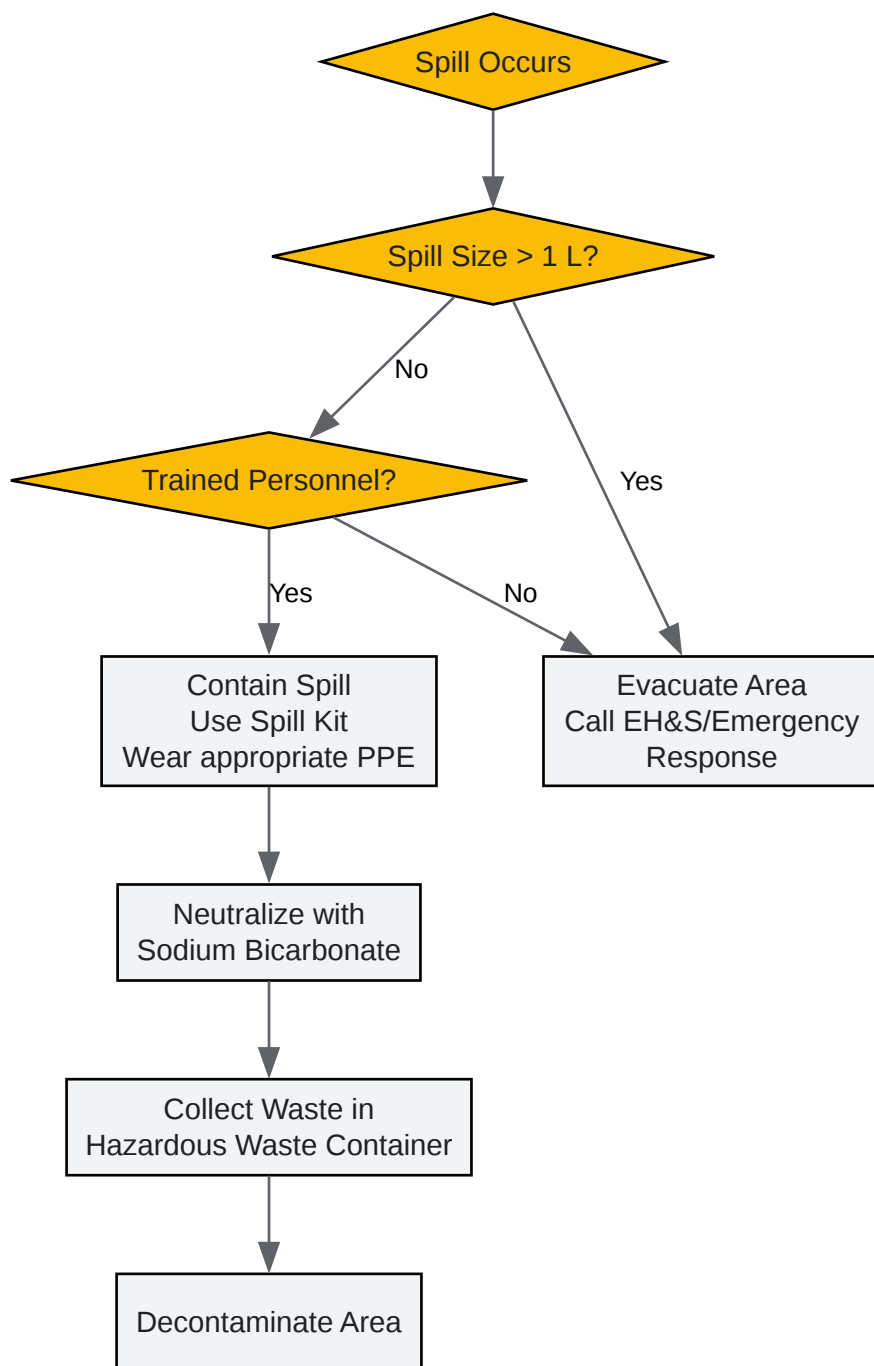 Spill Occurs
Spill Size > 1 L?
No
Yes
Trained Personnel?
Yes
No
Contain Spill
Use Spill Kit
Wear appropriate PPE
Evacuate Area
Call EH&S/Emergency
Response
Neutralize with
Sodium Bicarbonate
Collect Waste in
Hazardous Waste Container
Decontaminate Area